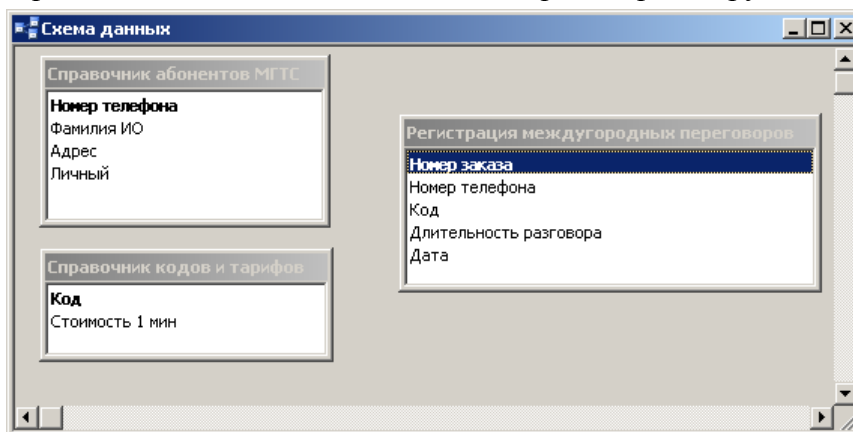 Схема данных
Справочник абонентов МГТС
Номер телефона
Фамилия ИО
Адрес
Личный
Регистрация междугородных переговоров
Номер заказа
Номер телефона
Код
Длительность разговора
Дата
Справочник кодов и тарифов
Код
Стоимость 1 мин